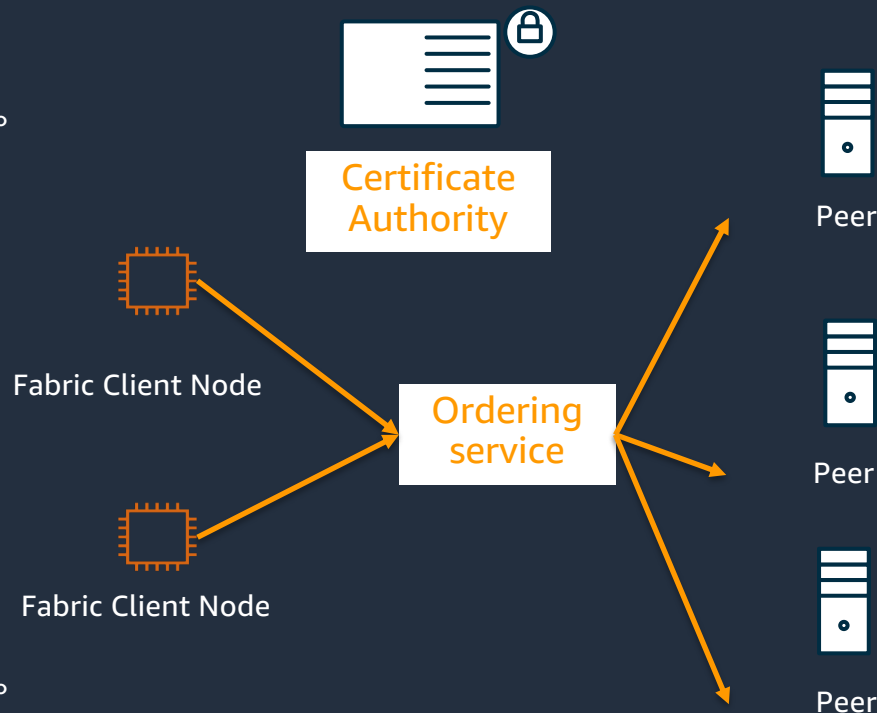 Certificate
Authority
Peer
Fabric Client Node
Ordering
service
Peer
Fabric Client Node
Peer